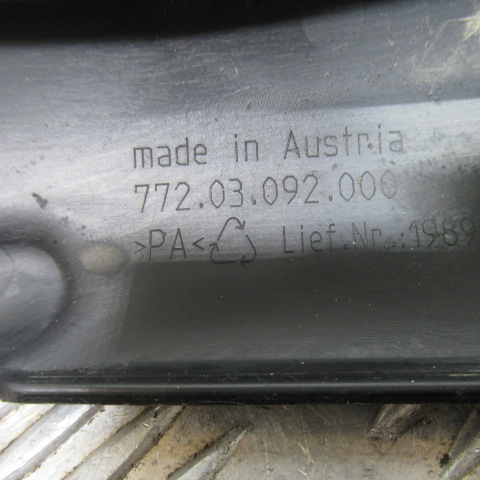 made in Austria
772.03.092.000
>PA< Lief.Nr.:1989